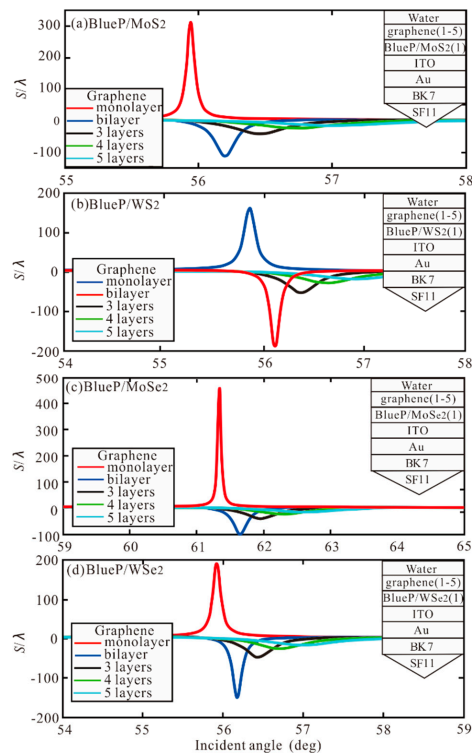 (a)BlueP/MoS2
Water
graphene(1-5)
BlueP/MoS2(1)
ITO
Au
BK7
SF11
S/λ
300
200
100
0
-100
Graphene
monolayer
bilayer
3 layers
4 layers
5 layers
55
56
57
58
(b)BlueP/WS2
Water
graphene(1-5)
BlueP/WS2(1)
ITO
Au
BK7
SF11
S/λ
200
100
0
-100
-200
Graphene
monolayer
bilayer
3 layers
4 layers
5 layers
54
55
56
57
58
(c)BlueP/MoSe2
Water
graphene(1-5)
BlueP/MoSe2(1)
ITO
Au
BK7
SF11
S/λ
500
400
300
200
100
0
-100
Graphene
monolayer
bilayer
3 layers
4 layers
5 layers
59
60
61
62
63
64
65
(d)BlueP/WSe2
Water
graphene(1-5)
BlueP/WSe2(1)
ITO
Au
BK7
SF11
S/λ
200
100
0
-100
-200
Graphene
monolayer
bilayer
3 layers
4 layers
5 layers
54
55
56
57
58
59
Incident angle (deg)